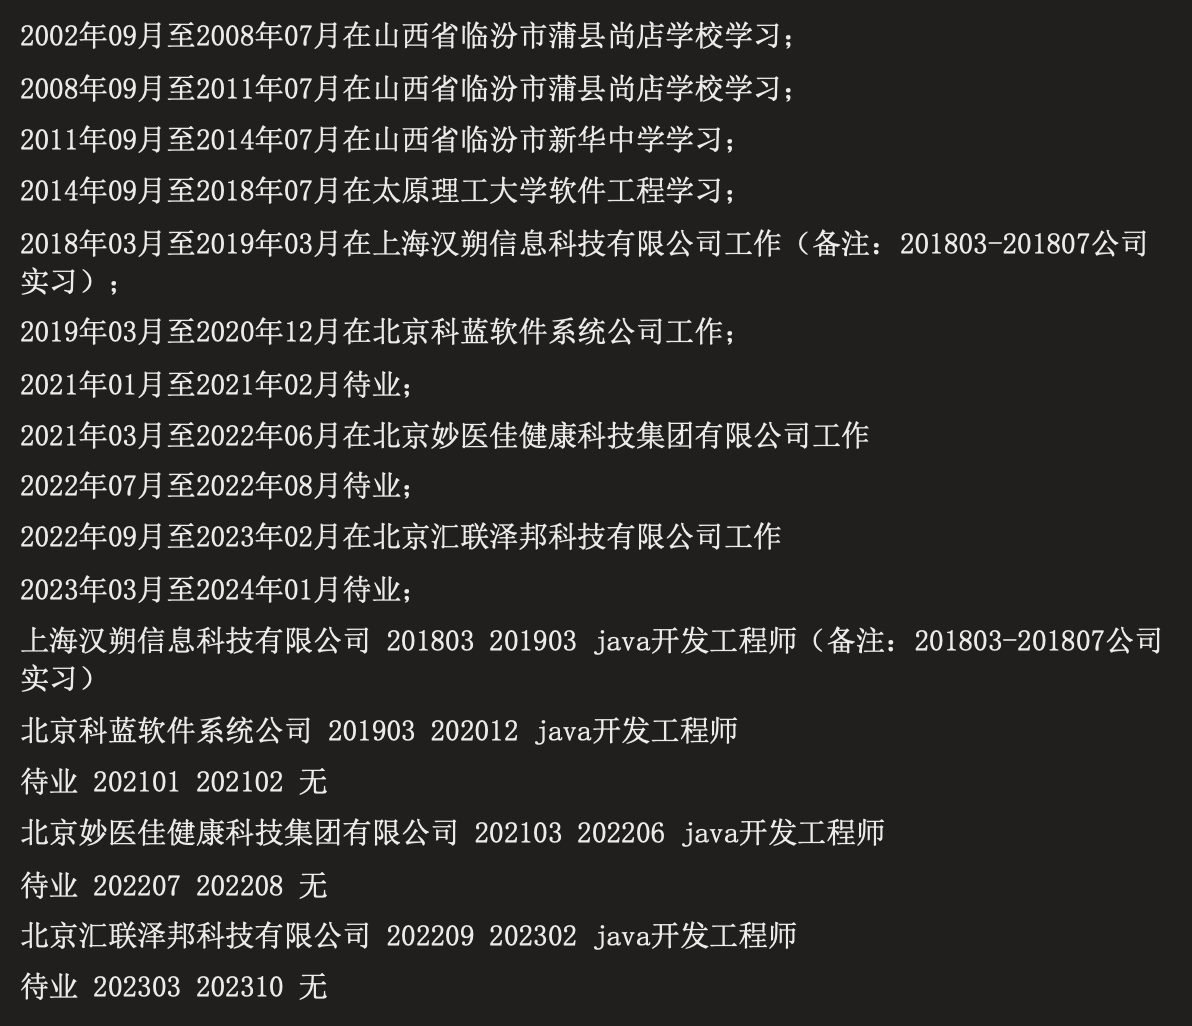 2002年09月至2008年07月在山西省临汾市蒲县尚店学校学习；
2008年09月至2011年07月在山西省临汾市蒲县尚店学校学习；
2011年09月至2014年07月在山西省临汾市新华中学学习；
2014年09月至2018年07月在太原理工大学软件工程学习；
2018年03月至2019年03月在上海汉朔信息科技有限公司工作（备注：201803-201807公司
实习）；
2019年03月至2020年12月在北京科蓝软件系统公司工作；
2021年01月至2021年02月待业；
2021年03月至2022年06月在北京妙医佳健康科技集团有限公司工作
2022年07月至2022年08月待业；
2022年09月至2023年02月在北京汇联泽邦科技有限公司工作
2023年03月至2024年01月待业；
上海汉朔信息科技有限公司 201803 201903 java开发工程师（备注：201803-201807公司
实习）
北京科蓝软件系统公司 201903 202012 java开发工程师
待业 202101 202102 无
北京妙医佳健康科技集团有限公司 202103 202206 java开发工程师
待业 202207 202208 无
北京汇联泽邦科技有限公司 202209 202302 java开发工程师
待业 202303 202310 无